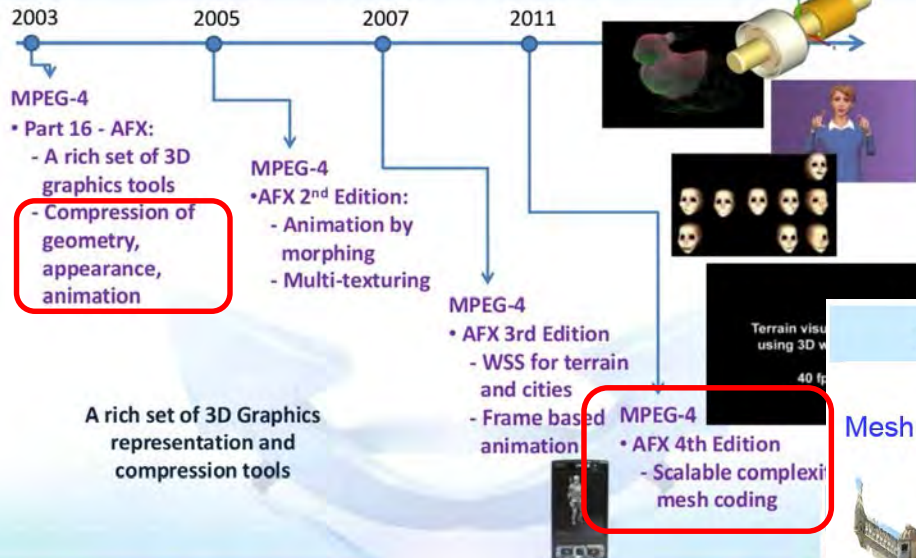 2003
2005
2007
2011
MPEG-4
• Part 16 - AFX:
- A rich set of 3D
graphics tools
- Compression of
geometry,
appearance,
animation
MPEG-4
•AFX 2nd Edition:
- Animation by
morphing
- Multi-texturing
MPEG-4
• AFX 3rd Edition
- WSS for terrain
and cities
- Frame based
animation
MPEG-4
• AFX 4th Edition
- Scalable
mesh coding
A rich set of 3D Graphics
representation and
compression tools
Terrain
using 3D
40
Mesh